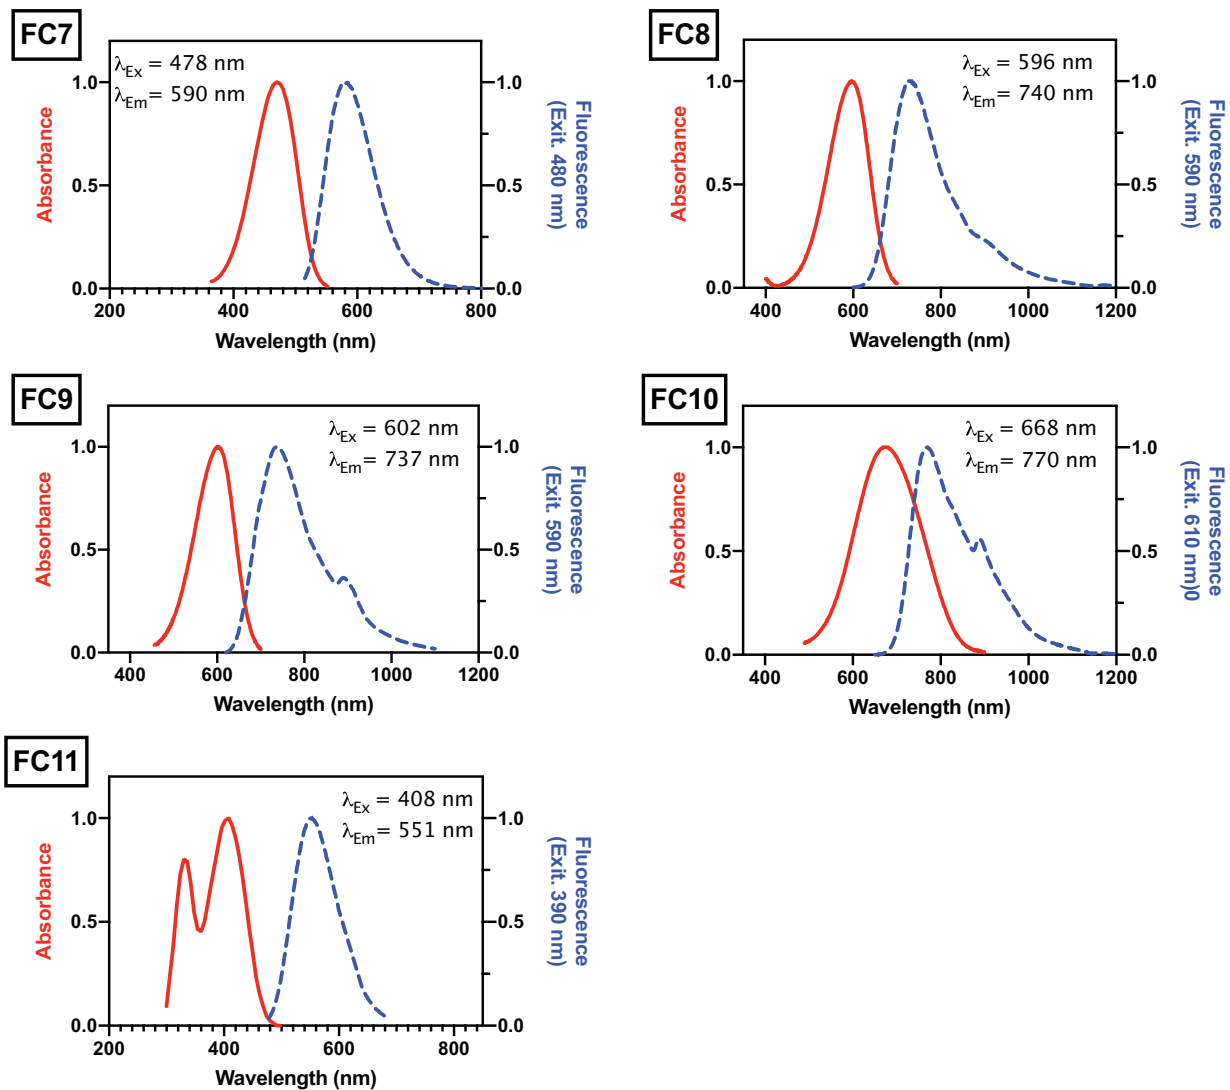 FC7
λEx = 478 nm
λEm= 590 nm
Absorbance
1.0
0.5
0.0
1.0
0.5
0.0
Fluorescence
(Exit. 480 nm)
200 400 600 800
Wavelength (nm)
FC8
λEx = 596 nm
λEm= 740 nm
Absorbance
1.0
0.5
0.0
1.0
0.5
0.0
Fluorescence
(Exit. 590 nm)
400 600 800 1000 1200
Wavelength (nm)
FC9
λEx = 602 nm
λEm= 737 nm
Absorbance
1.0
0.5
0.0
1.0
0.5
0.0
Fluorescence
(Exit. 590 nm)
400 600 800 1000 1200
Wavelength (nm)
FC10
λEx = 668 nm
λEm= 770 nm
Absorbance
1.0
0.5
0.0
1.0
0.5
0.0
Fluorescence
(Exit. 610 nm)0
400 600 800 1000 1200
Wavelength (nm)
FC11
λEx = 408 nm
λEm= 551 nm
Absorbance
1.0
0.5
0.0
1.0
0.5
0.0
Fluorescence
(Exit. 390 nm)
200 400 600 800
Wavelength (nm)